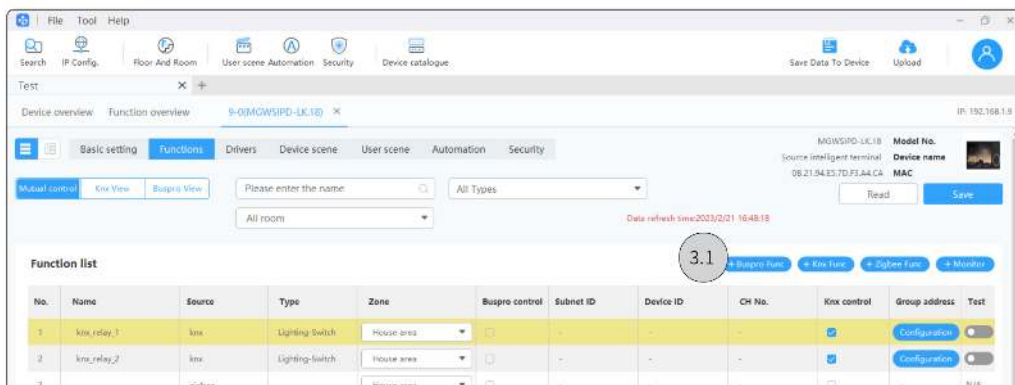 File Tool Help
Search IP Config. Floor And Room User scene Automation Security Device catalogue Save Data To Device Upload
Test
Device overview Function overview 9-0(MGWSIPD-LK.18) IP: 192.168.1.9
Basic setting Functions Drivers Device scene User scene Automation Security
MGWSIPD-LK.18 Model No.
Source intelligent terminal Device name
08.21.94.E5.7D.F3.A4.CA MAC
Mutual control Knx View Buspro View Please enter the name All Types Read Save
All room Data refresh time:2023/2/21 16:48:18
Function list 3.1 + Buspro Func + Knx Func + Zigbee Func + Monitor
No. Name Source Type Zone Buspro control Subnet ID Device ID CH No. Knx control Group address Test
1 knx_relay_1 knx Lighting-Switch House area - - - Configuration
2 knx_relay_2 knx Lighting-Switch House area - - - Configuration